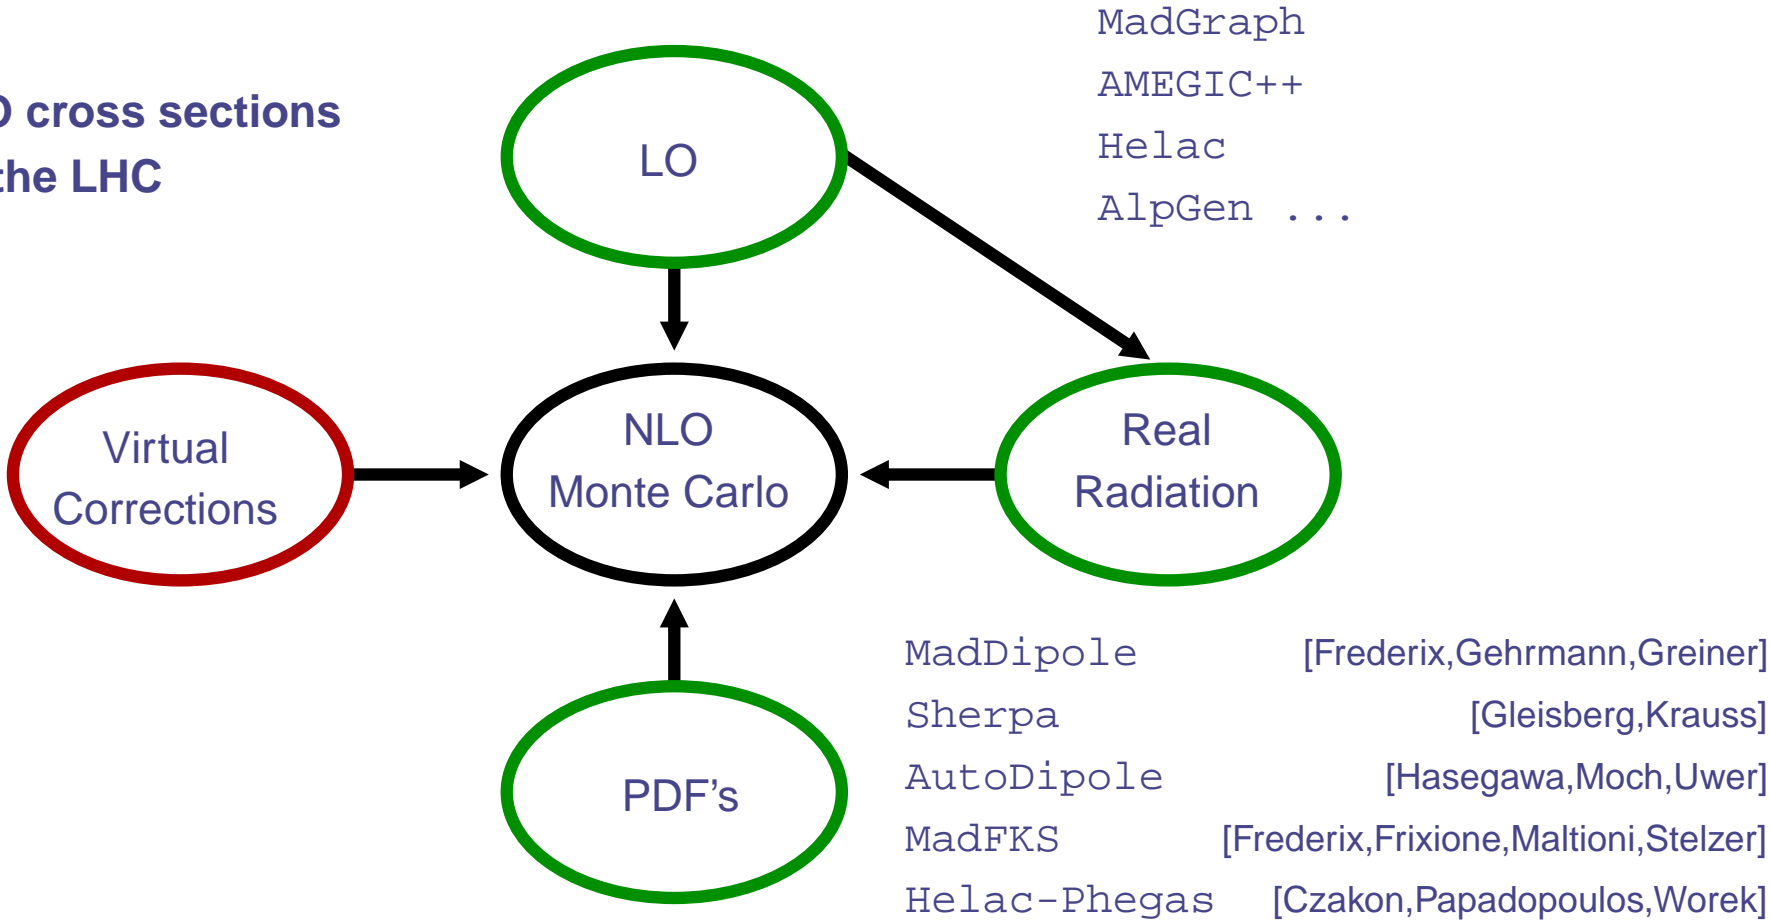 MadGraph
AMEGIC++
Helac
AlpGen ...
cross sections
the LHC
LO
Virtual
Corrections
NLO
Monte Carlo
Real
Radiation
PDF's
MadDipole [Frederix,Gehrmann,Greiner]
Sherpa [Gleisberg,Krauss]
AutoDipole [Hasegawa,Moch,Uwer]
MadFKS [Frederix,Frixione,Maltioni,Stelzer]
Helac-Phegas [Czakon,Papadopoulos,Worek]